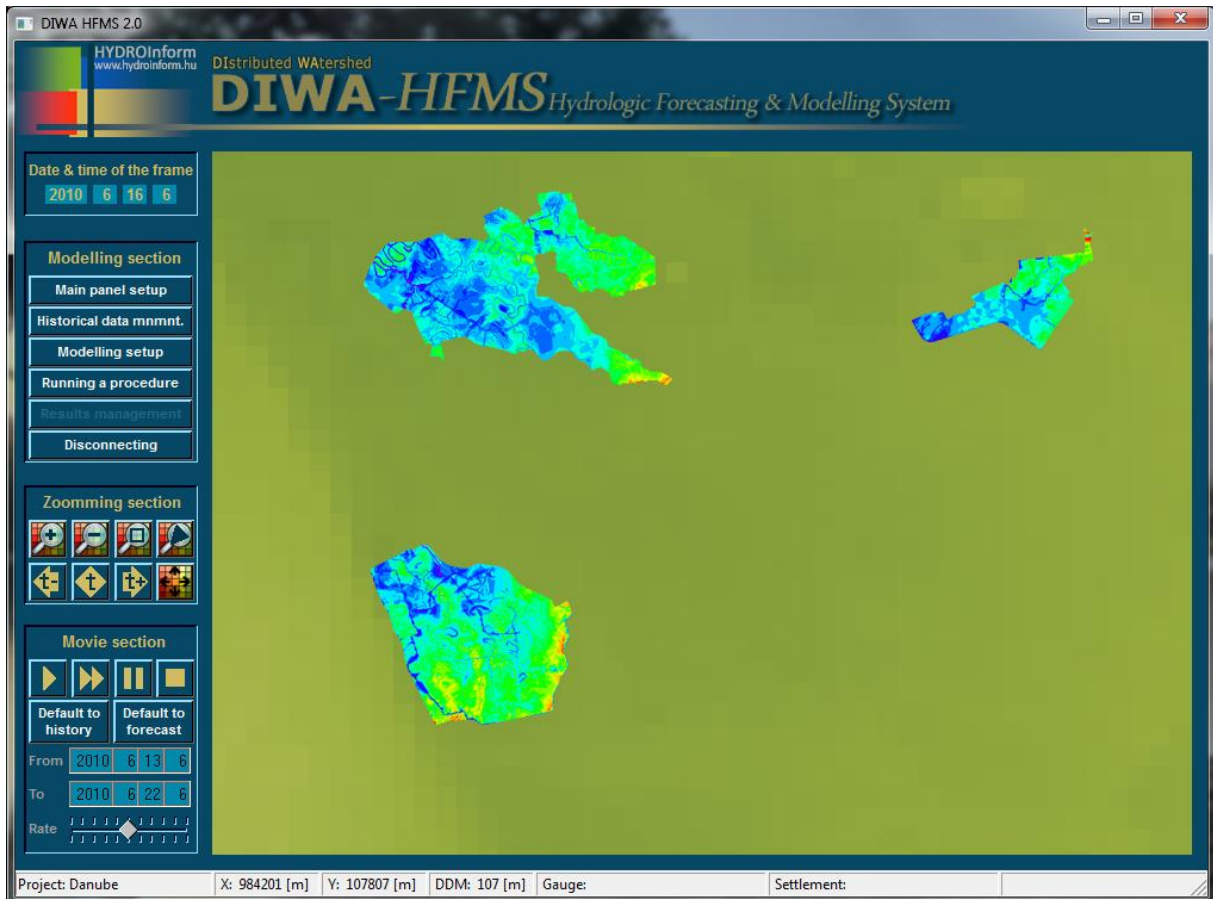 DIWA HFMS 2.0
HYDROInform
www.hydroinform.hu
DIstributed WAtershed
DIWA-HFMS Hydrologic Forecasting & Modelling System
Date & time of the frame
2010 6 16 6
Modelling section
Main panel setup
Historical data mnmnt.
Modelling setup
Running a procedure
Results management
Disconnecting
Zoomming section
t- t t+
Movie section
Default to history
Default to forecast
From 2010 6 13 6
To 2010 6 22 6
Rate
Project: Danube X: 984201 [m] Y: 107807 [m] DDM: 107 [m] Gauge: Settlement: